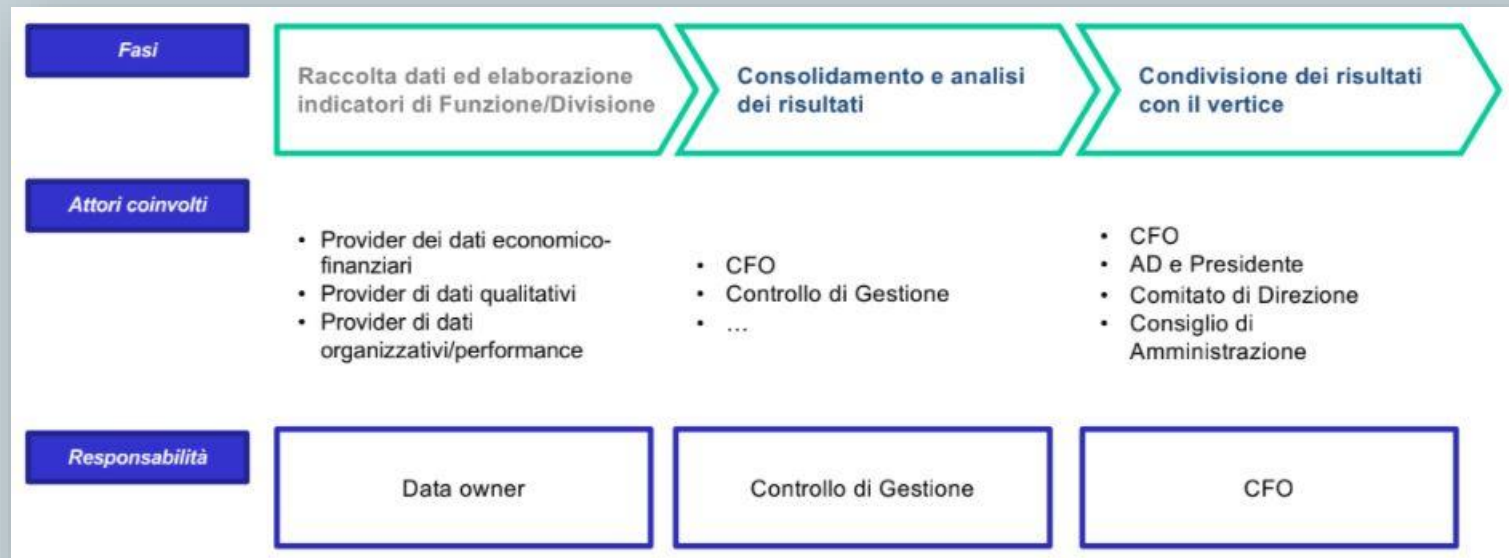 Fasi
Raccolta dati ed elaborazione
indicatori di Funzione/Divisione
Consolidamento e analisi
dei risultati
Condivisione dei risultati
con il vertice
Attori coinvolti
• Provider dei dati economico-
finanziari
• Provider di dati qualitativi
• Provider di dati
organizzativi/performance
• CFO
• Controllo di Gestione
• ...
• CFO
• AD e Presidente
• Comitato di Direzione
• Consiglio di
Amministrazione
Responsabilità
Data owner
Controllo di Gestione
CFO